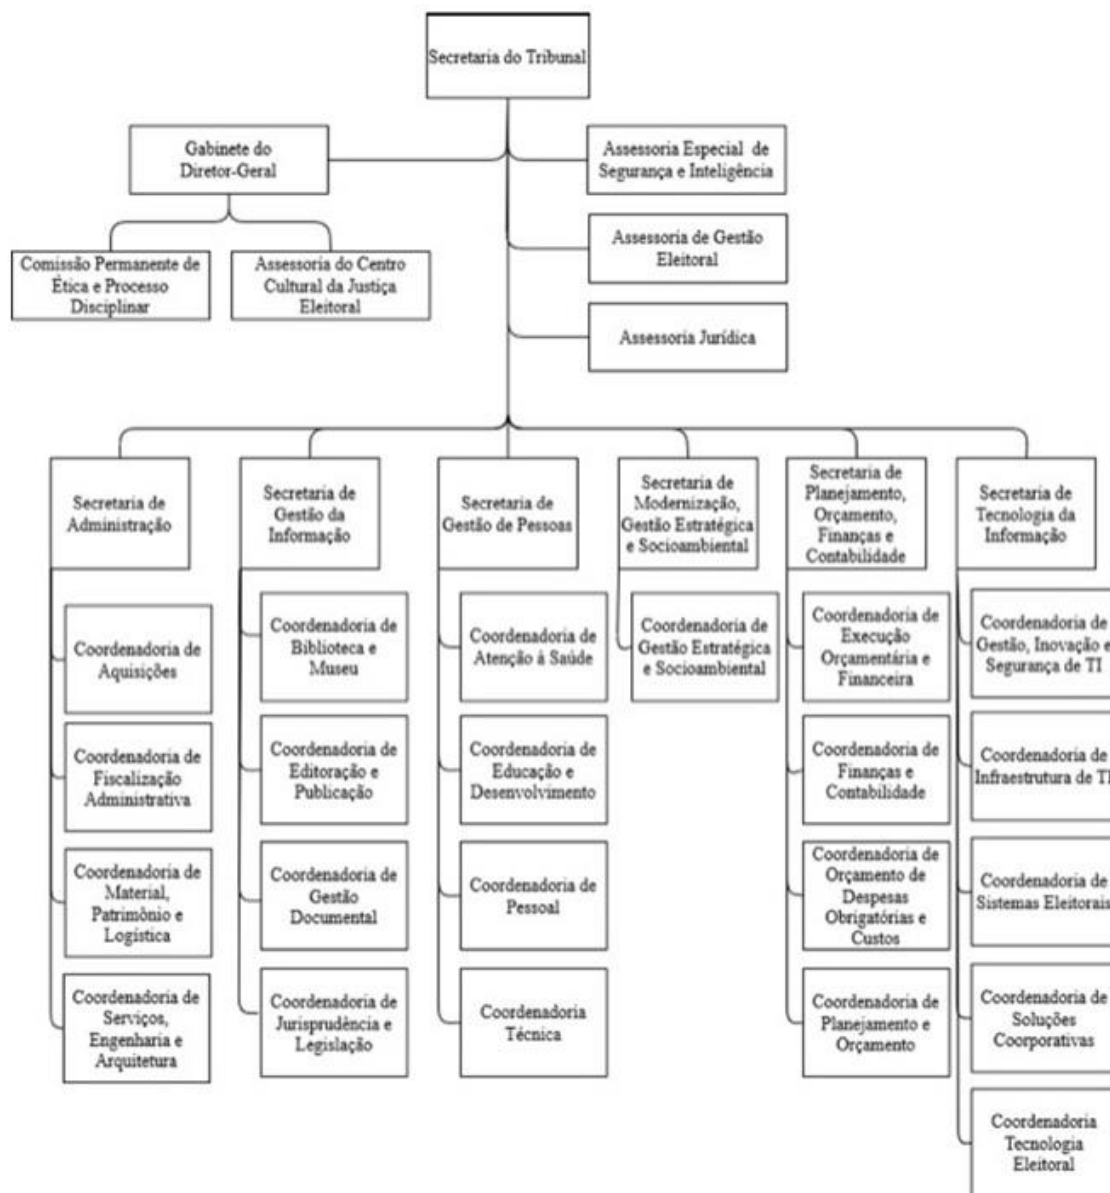 Secretaria do Tribunal
Gabinete do
Diretor-Geral
Assessoria Especial de
Segurança e Inteligência
Assessoria de Gestão
Eleitoral
Comissão Permanente de
Ética e Processo
Disciplinar
Assessoria do Centro
Cultural da Justiça
Eleitoral
Assessoria Jurídica
Secretaria de
Administração
Secretaria de
Gestão da
Informação
Secretaria de
Gestão de Pessoas
Secretaria de
Modernização,
Gestão Estratégica
e Socioambiental
Secretaria de
Planejamento,
Orçamento,
Finanças e
Contabilidade
Secretaria de
Tecnologia da
Informação
Coordenadoria de
Aquisições
Coordenadoria de
Fiscalização
Administrativa
Coordenadoria de
Material,
Patrimônio e
Logística
Coordenadoria de
Serviços,
Engenharia e
Arquitetura
Coordenadoria de
Biblioteca e
Museu
Coordenadoria de
Editoração e
Publicação
Coordenadoria de
Gestão
Documental
Coordenadoria de
Jurisprudência e
Legislação
Coordenadoria de
Atenção à Saúde
Coordenadoria de
Educação e
Desenvolvimento
Coordenadoria de
Pessoal
Coordenadoria
Técnica
Coordenadoria de
Gestão Estratégica
e Socioambiental
Coordenadoria de
Execução
Orçamentária e
Financeira
Coordenadoria de
Finanças e
Contabilidade
Coordenadoria de
Orçamento de
Despesas
Obrigatórias e
Custos
Coordenadoria de
Planejamento e
Orçamento
Coordenadoria de
Gestão, Inovação e
Segurança de TI
Coordenadoria de
Infraestrutura de TI
Coordenadoria de
Sistemas Eleitorais
Coordenadoria de
Soluções
Coorporativas
Coordenadoria
Tecnologia
Eleitoral